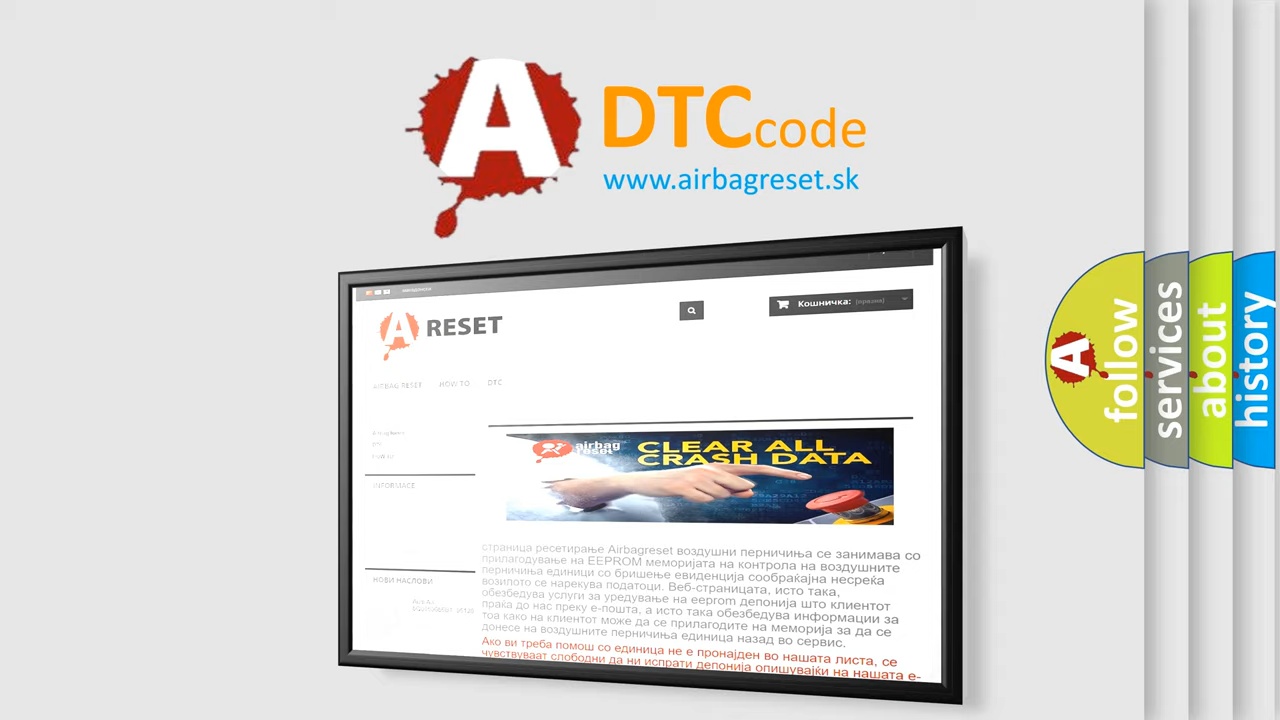 A DTCcode
www.airbagreset.sk
Кошничка: (празна)
A RESET
AIRBAG RESET HOW TO DTC
airbag reset
CLEAR ALL
CRASH DATA
INFORMACE
страница ресетирање Airbagreset воздушни перничиња се занимава со
прилагодување на EEPROM меморијата на контрола на воздушните
перничиња единици со бришење евиденција сообраќајна несреќа
возилото се нарекува податоци. Веб-страницата, исто така,
обезбедува услуги за уредување на eeprom депонија што клиентот
праќа до нас преку е-пошта, а исто така обезбедува информации за
тоа како на клиентот може да се прилагодите на меморија за да се
донесе на воздушните перничиња единица назад во сервис.
Ако ви треба помош со единица не е пронајден во нашата листа, се
чувствуваат слободни да ни испрати депонија опишувајќи на нашата е-
НОВИ НАСЛОВИ
A follow
services
about
history